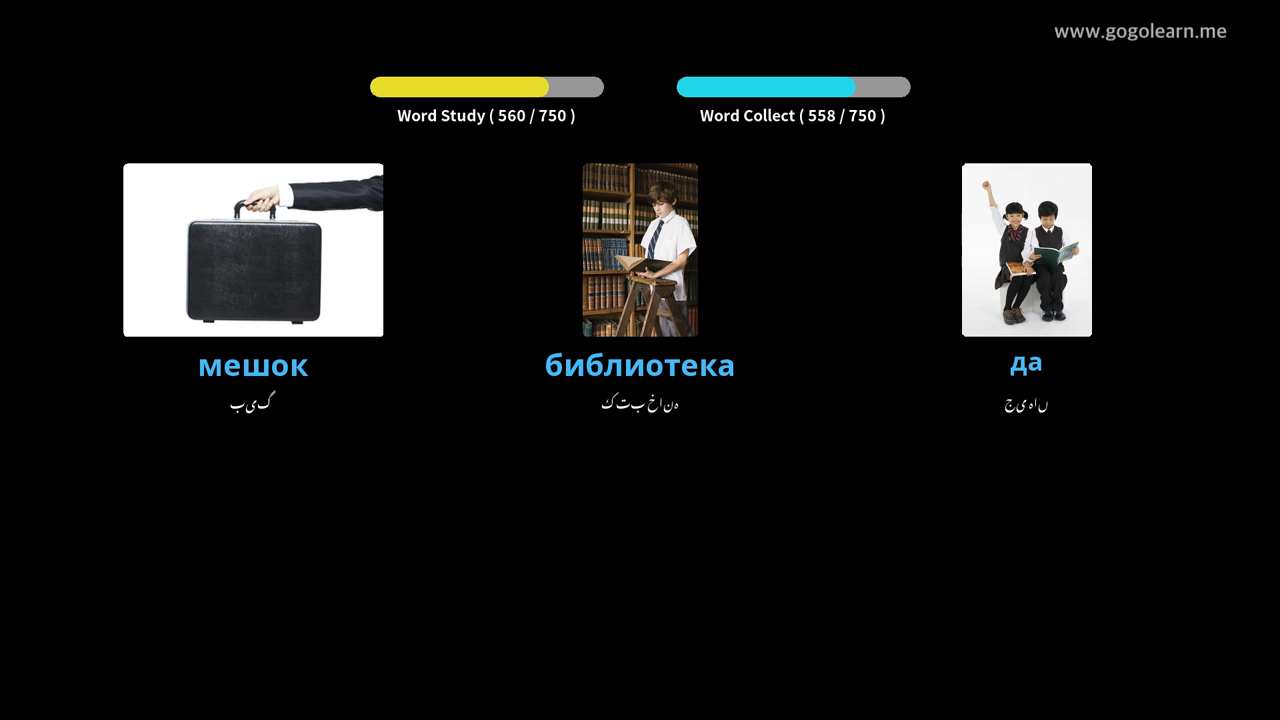 www.gogolearn.me
Word Study ( 560 / 750 )
Word Collect ( 558 / 750 )
мешок
библиотека
да
بیگ
کتب خانہ
جی ہاں